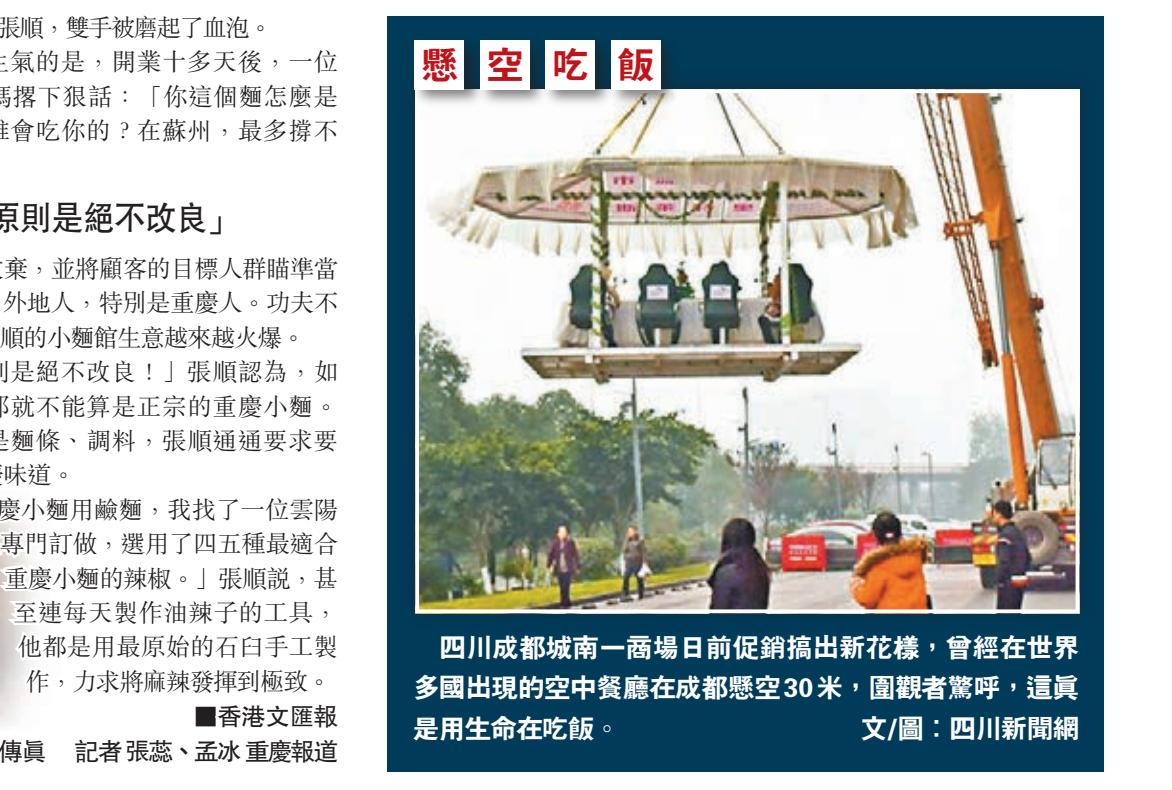 張順，雙手被磨起了血泡。
生氣的是，開業十多天後，一位
媽撂下狠話：「你這個麵怎麼是
誰會吃你的？在蘇州，最多撐不
原則是絕不改良」
棄，並將顧客的目標人群瞄準當
外地人，特別是重慶人。功夫不
順的小麵館生意越來越火爆。
則是絕不改良！」張順認為，如
那就不能算是正宗的重慶小麵。
是麵條、調料，張順通通要求要
味道。
慶小麵用鹼麵，我找了一位雲陽
專門訂做，選用了四五種最適合
重慶小麵的辣椒。」張順説，甚
至連每天製作油辣子的工具，
他都是用最原始的石臼手工製
作，力求將麻辣發揮到極致。
■香港文匯報
傳真　記者 張蕊、孟冰 重慶報道
懸空吃飯
四川成都城南一商場日前促銷搞出新花樣，曾經在世界
多國出現的空中餐廳在成都懸空30米，圍觀者驚呼，這真
是用生命在吃飯。　文/圖：四川新聞網